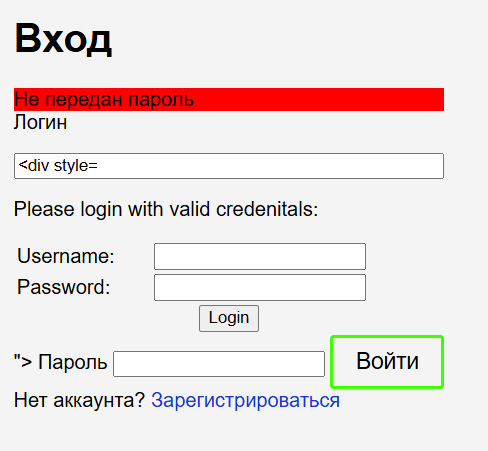 Вход
Не передан пароль
Логин
<div style=
Please login with valid credenitals:
Username:
Password:
Login
"> Пароль Войти
Нет аккаунта? Зарегистрироваться